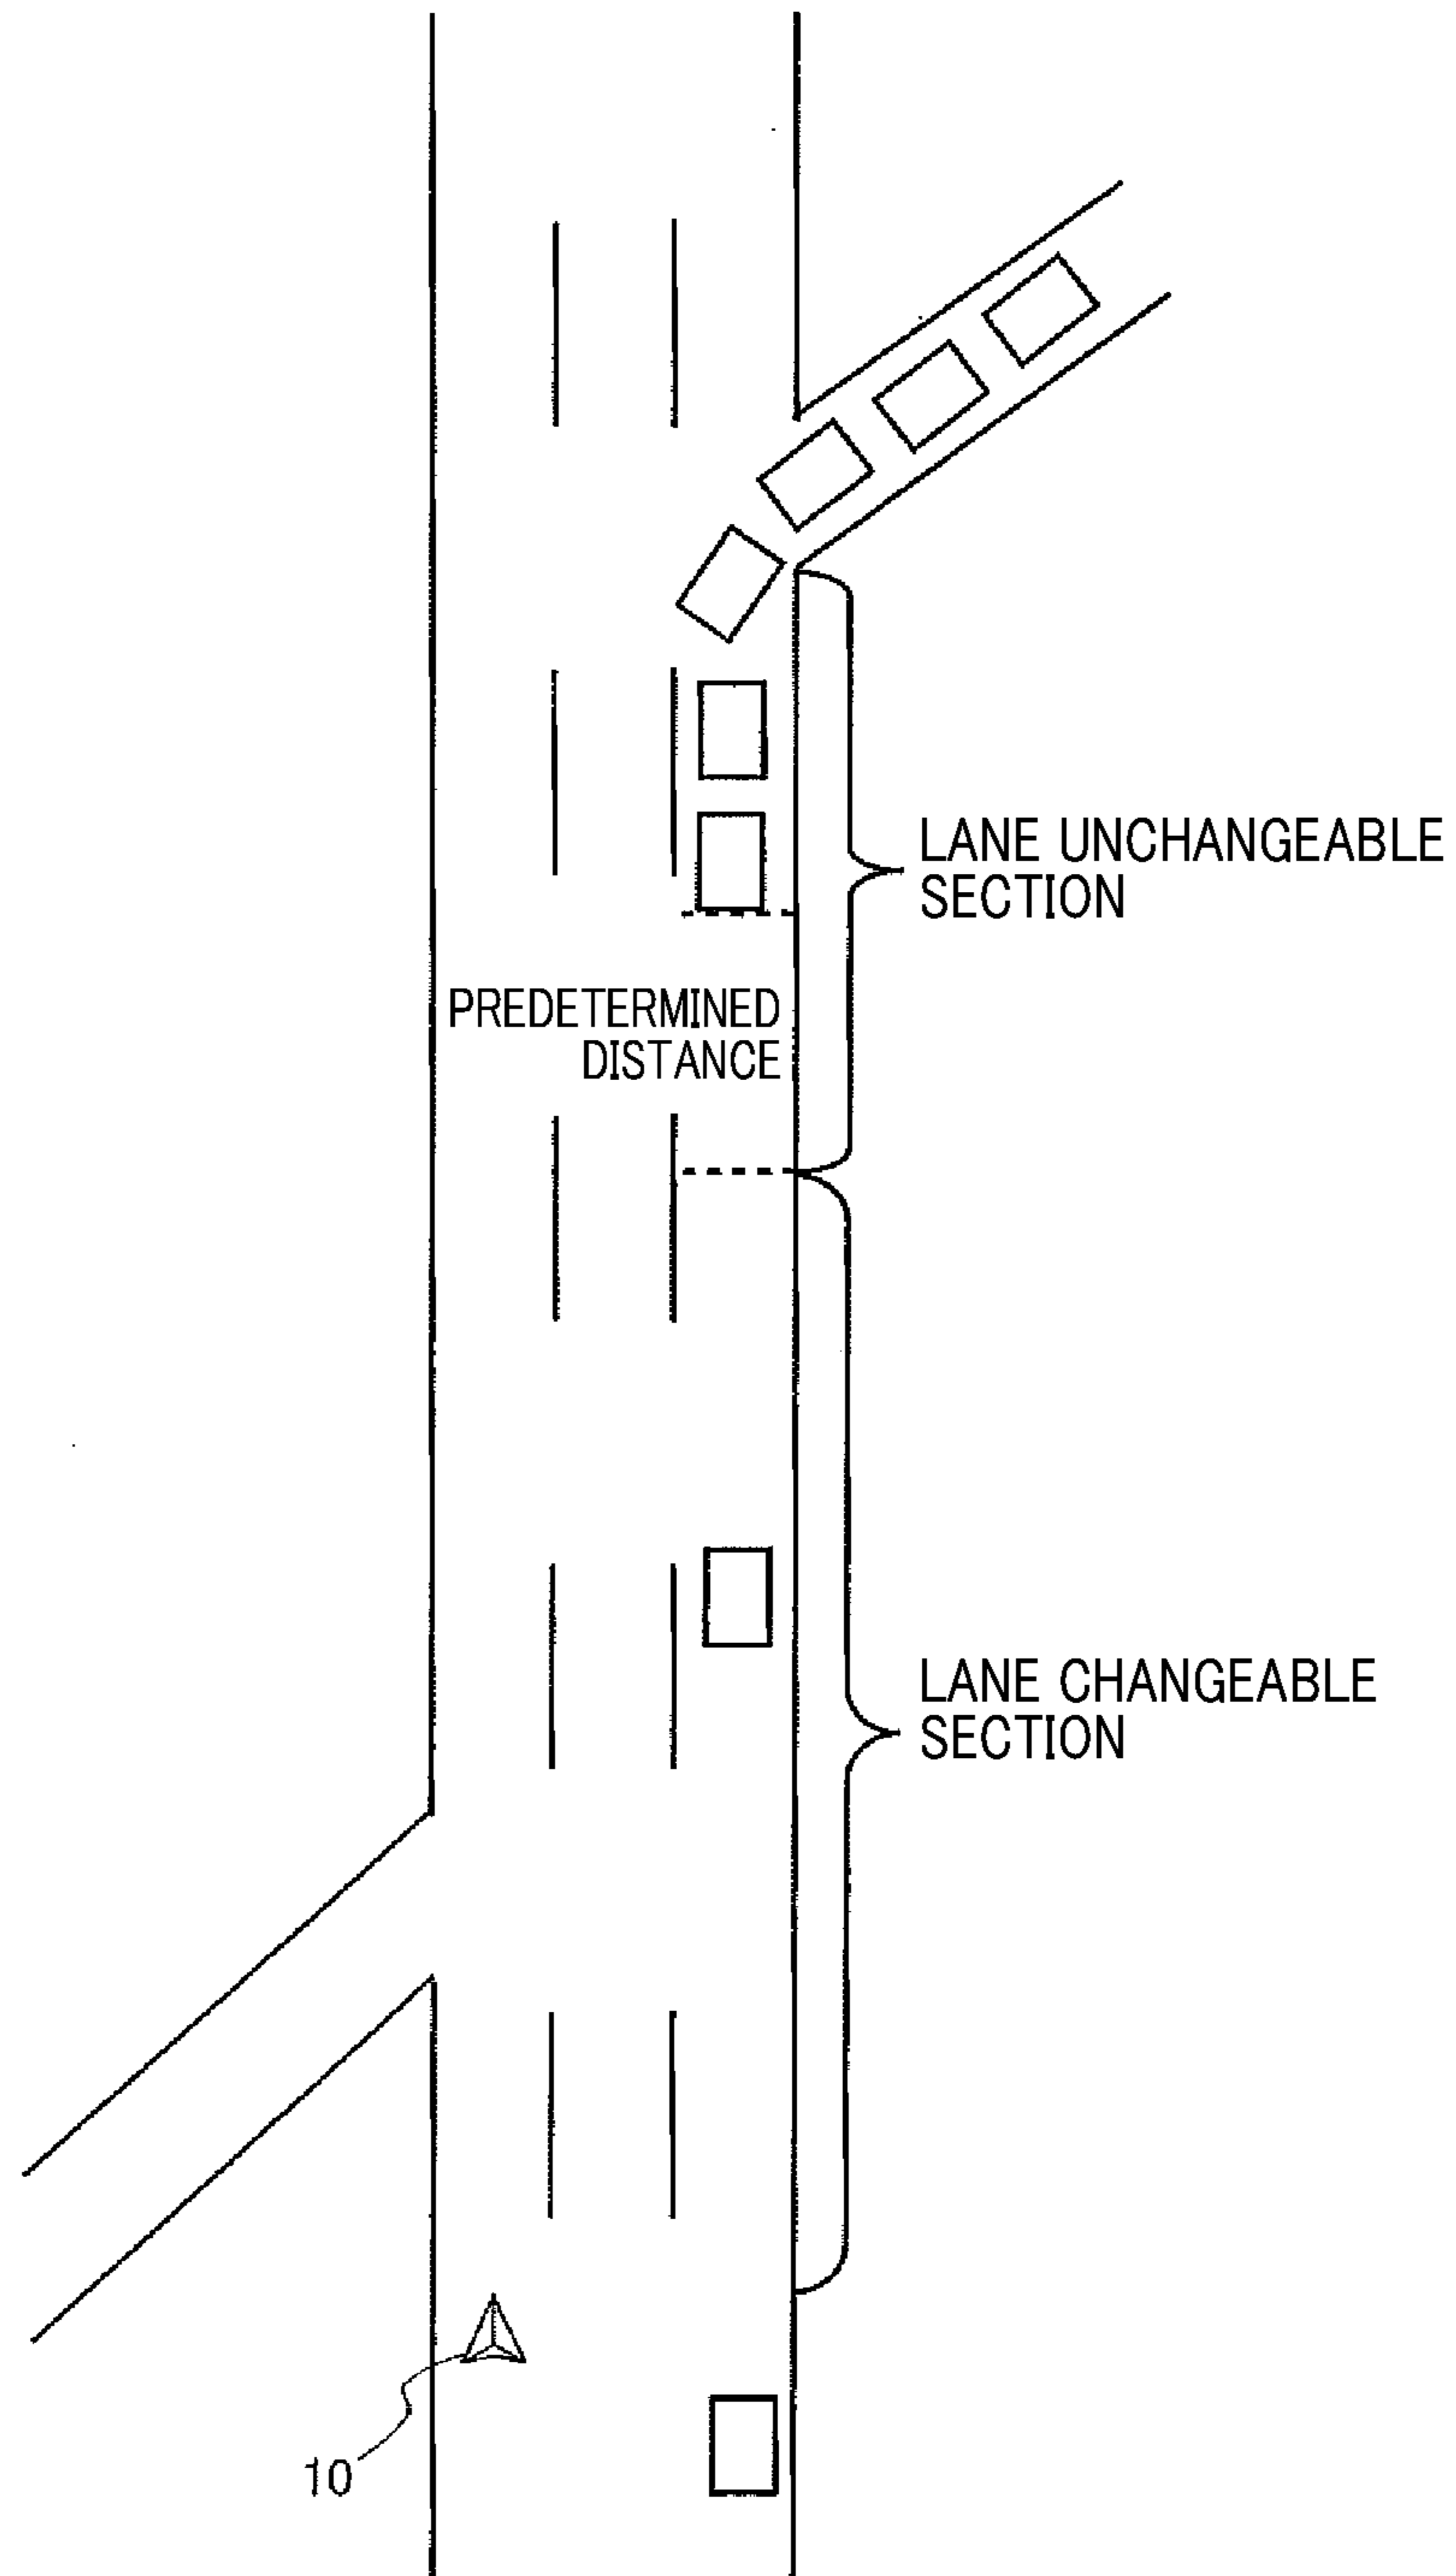 LANE UNCHANGEABLE
SECTION
PREDETERMINED
DISTANCE
LANE CHANGEABLE
SECTION
10